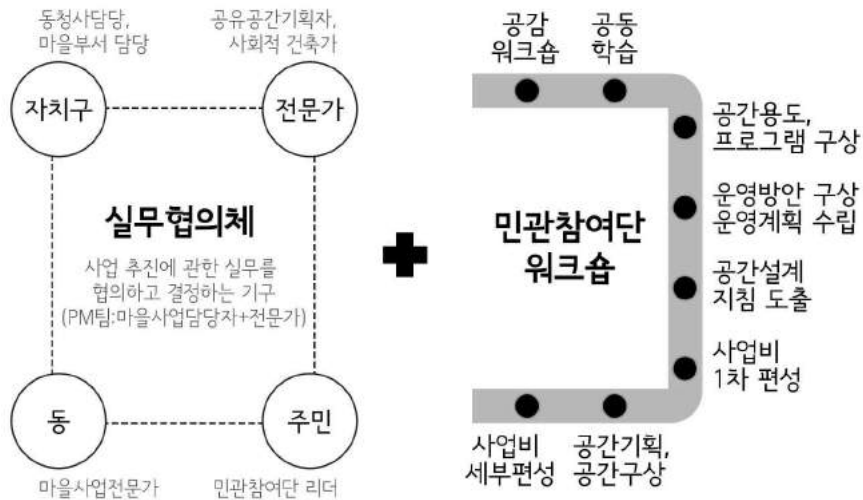 동청사담당,
마을부서 담당
공유공간기획자,
사회적 건축가
자치구
전문가
실무협의체
사업 추진에 관한 실무를
협의하고 결정하는 기구
(PM팀:마을사업담당자+전문가)
동
주민
마을사업전문가
민관참여단 리더
공감
워크숍
공동
학습
공간용도,
프로그램 구상
운영방안 구상
운영계획 수립
공간설계
지침 도출
사업비
1차 편성
공간기획,
공간구상
사업비
세부편성
민관참여단
워크숍